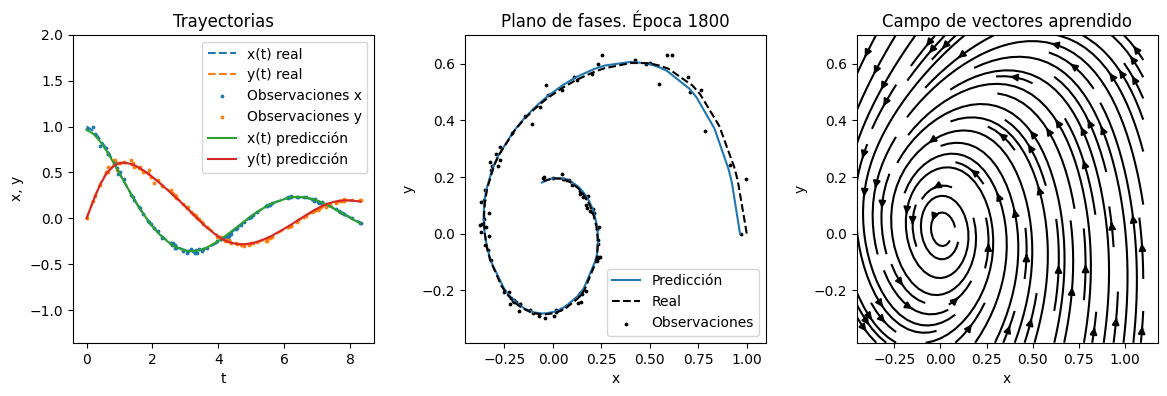 Trayectorias
2.0
1.5
1.0
0.5
0.0
−0.5
−1.0
x, y
0
2
4
6
8
t
x(t) real
y(t) real
Observaciones x
Observaciones y
x(t) predicción
y(t) predicción
Plano de fases. Época 1800
0.6
0.4
0.2
0.0
−0.2
y
−0.25
0.00
0.25
0.50
0.75
1.00
x
Predicción
Real
Observaciones
Campo de vectores aprendido
0.6
0.4
0.2
0.0
−0.2
y
−0.25
0.00
0.25
0.50
0.75
1.00
x